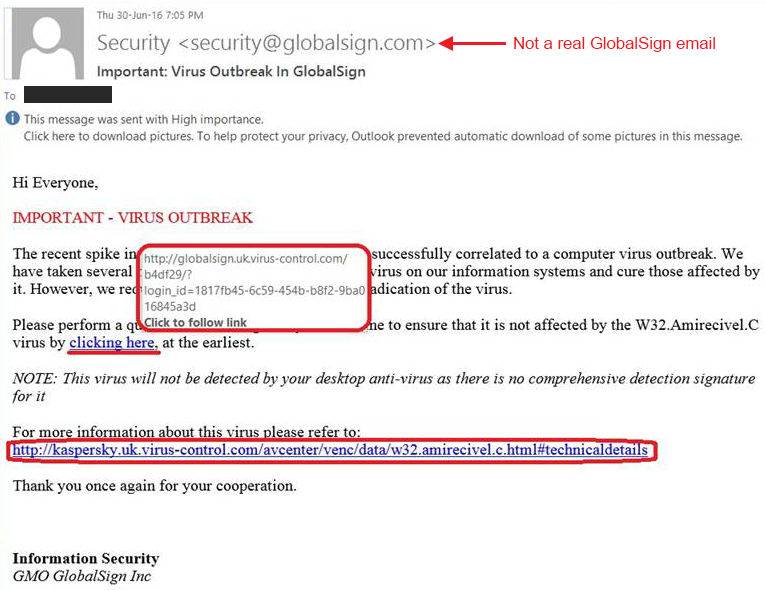 Thu 30-Jun-16 7:05 PM
Security <security@globalsign.com> Not a real GlobalSign email
Important: Virus Outbreak In GlobalSign
To
This message was sent with High importance.
Click here to download pictures. To help protect your privacy, Outlook prevented automatic download of some pictures in this message.
Hi Everyone,
IMPORTANT - VIRUS OUTBREAK
The recent spike in successfully correlated to a computer virus outbreak. We
have taken several virus on our information systems and cure those affected by
it. However, we re adication of the virus.
http://globalsign.uk.virus-control.com/
b4df29/?
login_id=1817fb45-6c59-454b-b8f2-9ba0
16845a3d
Click to follow link
Please perform a qu ne to ensure that it is not affected by the W32.Amirecivel.C
virus by clicking here, at the earliest.
NOTE: This virus will not be detected by your desktop anti-virus as there is no comprehensive detection signature
for it
For more information about this virus please refer to:
http://kaspersky.uk.virus-control.com/avcenter/venc/data/w32.amirecivel.c.html#technicaldetails
Thank you once again for your cooperation.
Information Security
GMO GlobalSign Inc